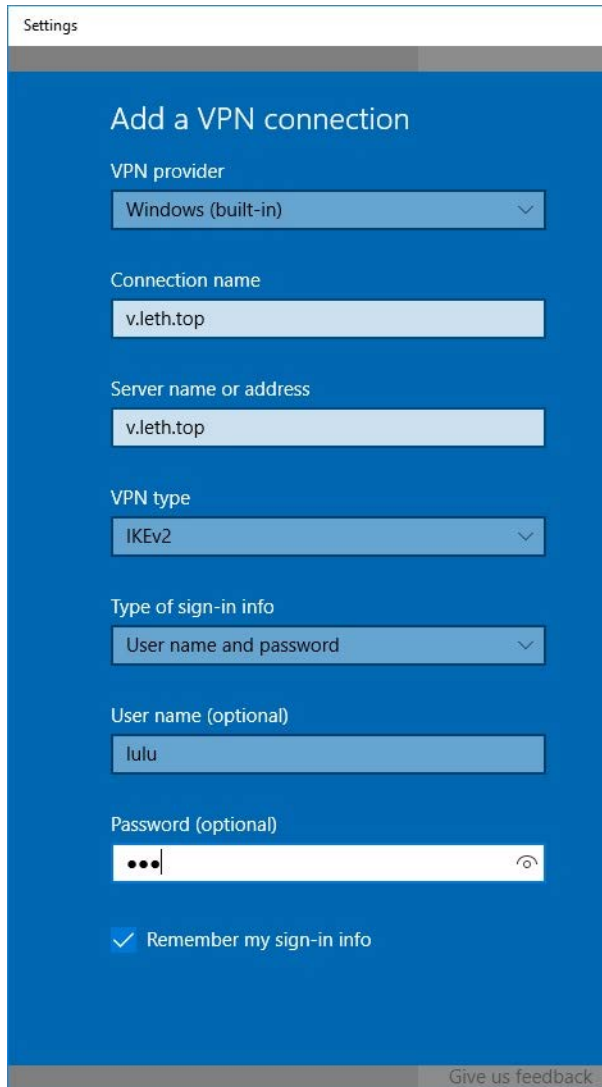 Settings
Add a VPN connection
VPN provider
Windows (built-in)
Connection name
v.leth.top
Server name or address
v.leth.top
VPN type
IKEv2
Type of sign-in info
User name and password
User name (optional)
lulu
Password (optional)
•••
Remember my sign-in info
Give us feedback